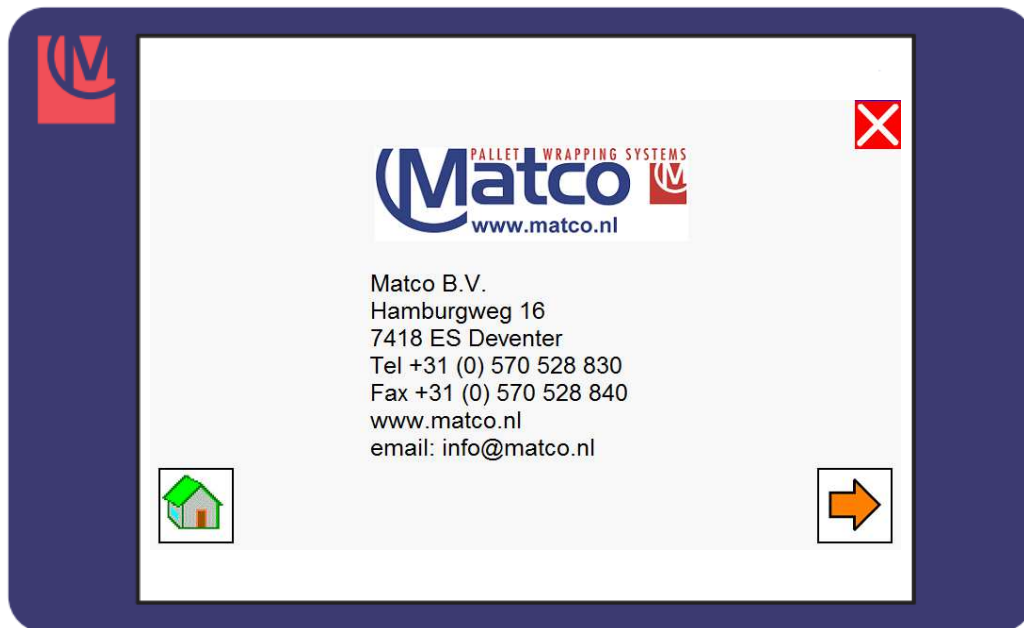 PALLET WRAPPING SYSTEMS
Matco M
www.matco.nl
Matco B.V.
Hamburgweg 16
7418 ES Deventer
Tel +31 (0) 570 528 830
Fax +31 (0) 570 528 840
www.matco.nl
email: info@matco.nl